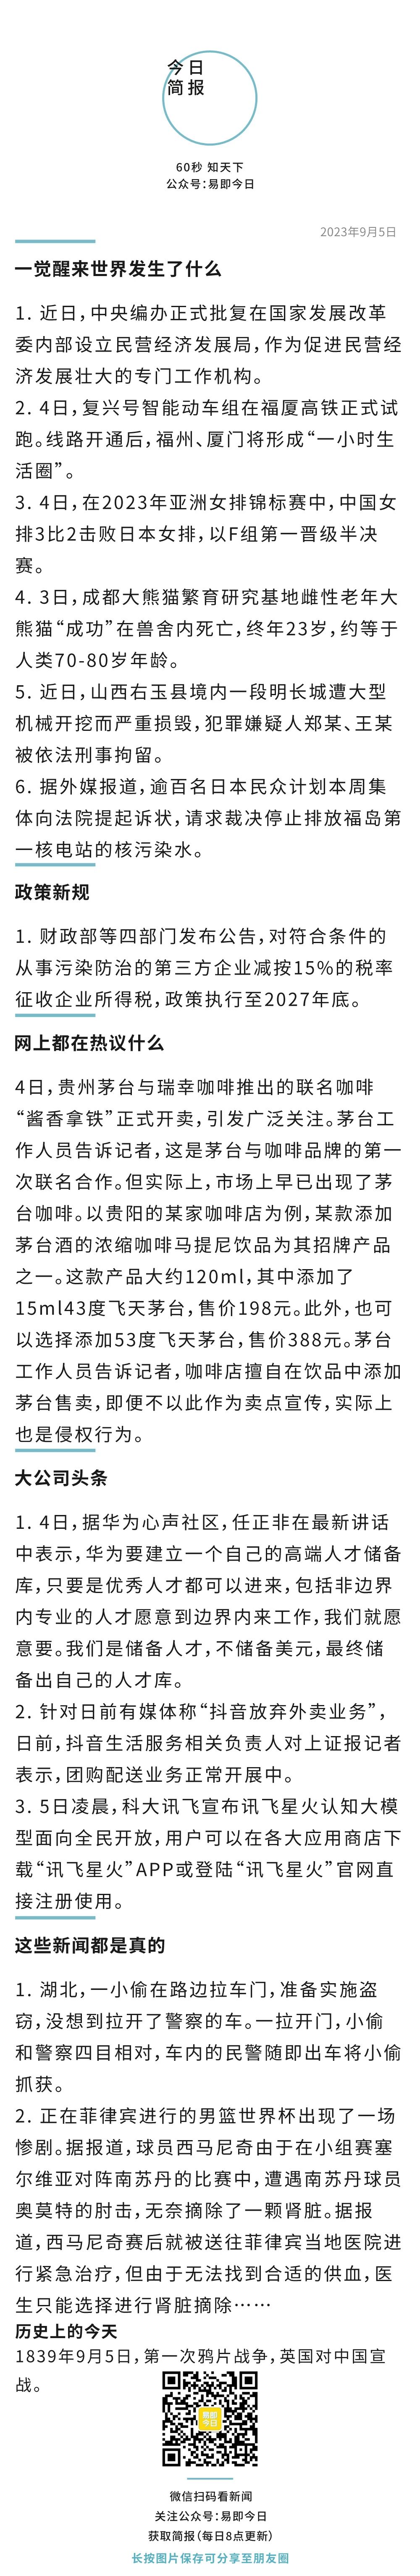 今日
简报
60秒 知天下
公众号：易即今日
2023年9月5日
一觉醒来世界发生了什么
1. 近日，中央编办正式批复在国家发展改革
委内部设立民营经济发展局，作为促进民营经
济发展壮大的专门工作机构。
2. 4日，复兴号智能动车组在福厦高铁正式试
跑。线路开通后，福州、厦门将形成“一小时生
活圈”。
3. 4日，在2023年亚洲女排锦标赛中，中国女
排3比2击败日本女排，以F组第一晋级半决
赛。
4. 3日，成都大熊猫繁育研究基地雌性老年大
熊猫“成功”在兽舍内死亡，终年23岁，约等于
人类70-80岁年龄。
5. 近日，山西右玉县境内一段明长城遭大型
机械开挖而严重损毁，犯罪嫌疑人郑某、王某
被依法刑事拘留。
6. 据外媒报道，逾百名日本民众计划本周集
体向法院提起诉状，请求裁决停止排放福岛第
一核电站的核污染水。
政策新规
1. 财政部等四部门发布公告，对符合条件的
从事污染防治的第三方企业减按15%的税率
征收企业所得税，政策执行至2027年底。
网上都在热议什么
4日，贵州茅台与瑞幸咖啡推出的联名咖啡
“酱香拿铁”正式开卖，引发广泛关注。茅台工
作人员告诉记者，这是茅台与咖啡品牌的第一
次联名合作。但实际上，市场上早已出现了茅
台咖啡。以贵阳的某家咖啡店为例，某款添加
茅台酒的浓缩咖啡马提尼饮品为其招牌产品
之一。这款产品大约120ml，其中添加了
15ml43度飞天茅台，售价198元。此外，也可
以选择添加53度飞天茅台，售价388元。茅台
工作人员告诉记者，咖啡店擅自在饮品中添加
茅台售卖，即便不以此作为卖点宣传，实际上
也是侵权行为。
大公司头条
1. 4日，据华为心声社区，任正非在最新讲话
中表示，华为要建立一个自己的高端人才储备
库，只要是优秀人才都可以进来，包括非边界
内专业的人才愿意到边界内来工作，我们就愿
意要。我们是储备人才，不储备美元，最终储
备出自己的人才库。
2. 针对日前有媒体称“抖音放弃外卖业务”，
日前，抖音生活服务相关负责人对上证报记者
表示，团购配送业务正常开展中。
3. 5日凌晨，科大讯飞宣布讯飞星火认知大模
型面向全民开放，用户可以在各大应用商店下
载“讯飞星火”APP或登陆“讯飞星火”官网直
接注册使用。
这些新闻都是真的
1. 湖北，一小偷在路边拉车门，准备实施盗
窃，没想到拉开了警察的车。一拉开门，小偷
和警察四目相对，车内的民警随即出车将小偷
抓获。
2. 正在菲律宾进行的男篮世界杯出现了一场
惨剧。据报道，球员西马尼奇由于在小组赛塞
尔维亚对阵南苏丹的比赛中，遭遇南苏丹球员
奥莫特的肘击，无奈摘除了一颗肾脏。据报
道，西马尼奇赛后就被送往菲律宾当地医院进
行紧急治疗，但由于无法找到合适的供血，医
生只能选择进行肾脏摘除……
历史上的今天
1839年9月5日，第一次鸦片战争，英国对中国宣
战。
易即
今日
微信扫码看新闻
关注公众号：易即今日
获取简报（每日8点更新）
长按图片保存可分享至朋友圈